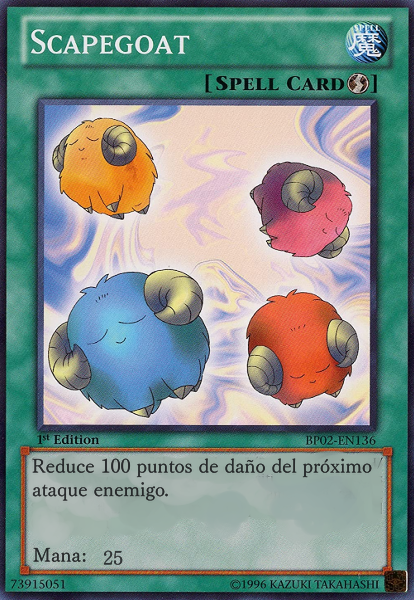 SCAPEGOAT
SPELL
魔
[SPELL CARD]
1st Edition
BP02-EN136
Reduce 100 puntos de daño del próximo
ataque enemigo.
Mana: 25
73915051
©1996 KAZUKI TAKAHASHI